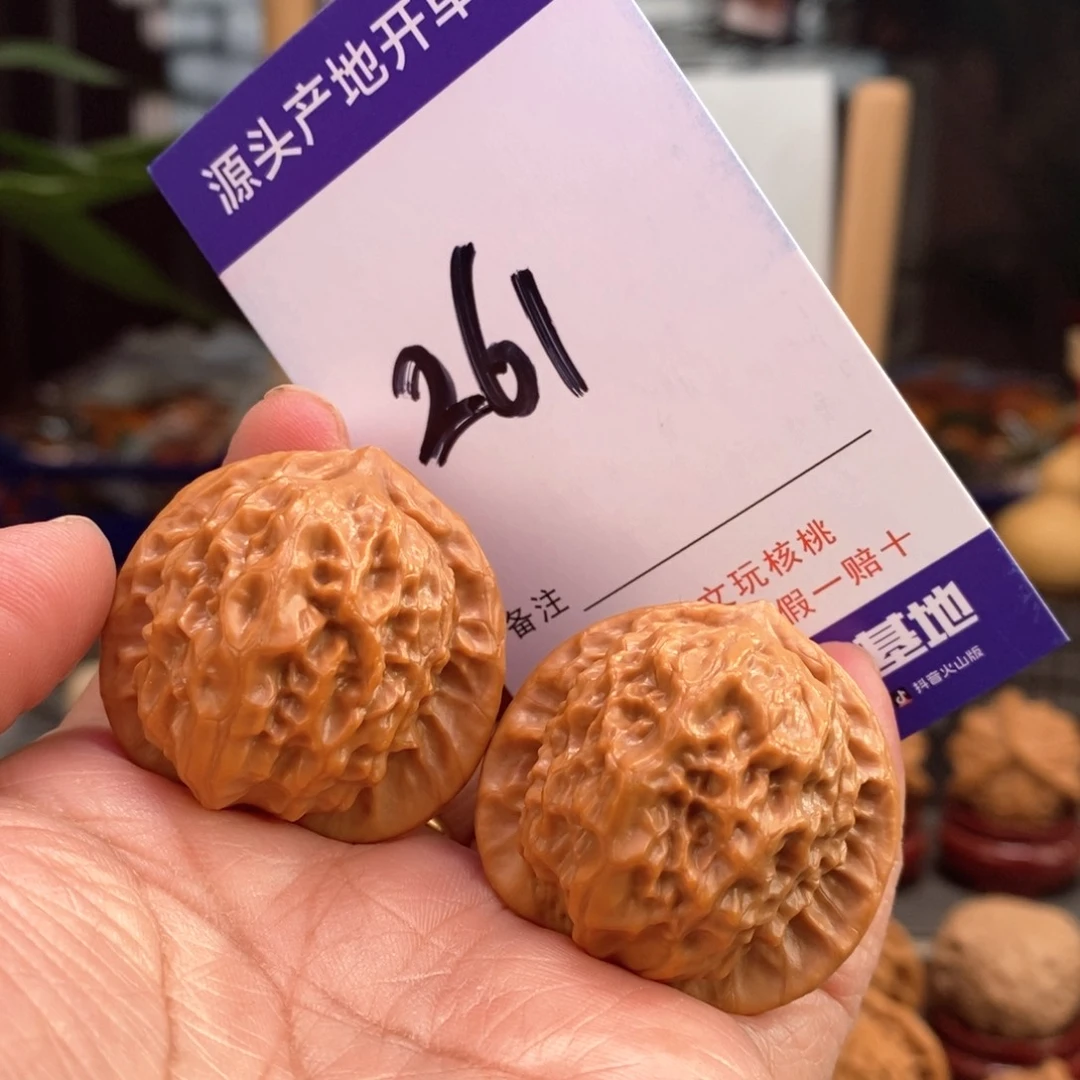 源头产地开
261
备注
文玩核桃
假一赔十
基地
抖音火山版